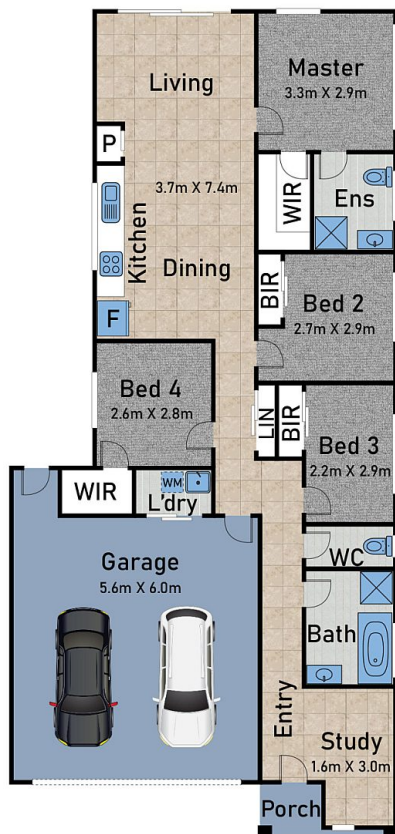 Living
Master
3.3m X 2.9m
P
3.7m X 7.4m
WIR
Ens
Kitchen
Dining
BIR
Bed 2
2.7m X 2.9m
F
Bed 4
2.6m X 2.8m
LIN
BIR
Bed 3
2.2m X 2.9m
WIR
WM
L'dry
Garage
5.6m X 6.0m
WC
Bath
Entry
Study
1.6m X 3.0m
Porch